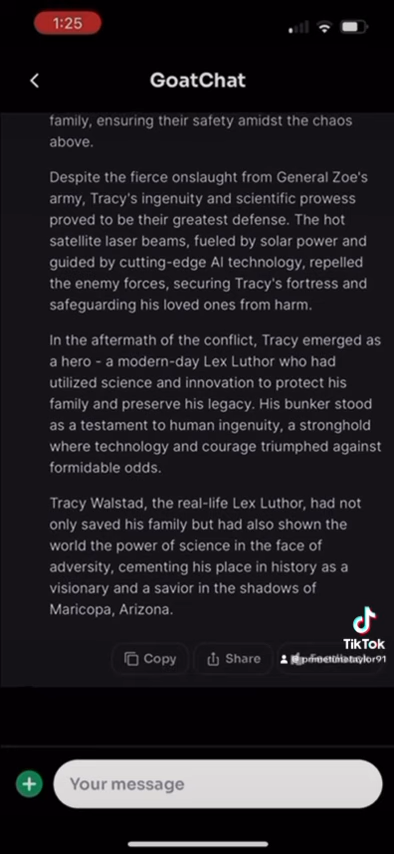 1:25
GoatChat
family, ensuring their safety amidst the chaos
above.
Despite the fierce onslaught from General Zoe's
army, Tracy's ingenuity and scientific prowess
proved to be their greatest defense. The hot
satellite laser beams, fueled by solar power and
guided by cutting-edge AI technology, repelled
the enemy forces, securing Tracy's fortress and
safeguarding his loved ones from harm.
In the aftermath of the conflict, Tracy emerged as
a hero - a modern-day Lex Luthor who had
utilized science and innovation to protect his
family and preserve his legacy. His bunker stood
as a testament to human ingenuity, a stronghold
where technology and courage triumphed against
formidable odds.
Tracy Walstad, the real-life Lex Luthor, had not
only saved his family but had also shown the
world the power of science in the face of
adversity, cementing his place in history as a
visionary and a savior in the shadows of
Maricopa, Arizona.
TikTok
Copy
Share
Your message